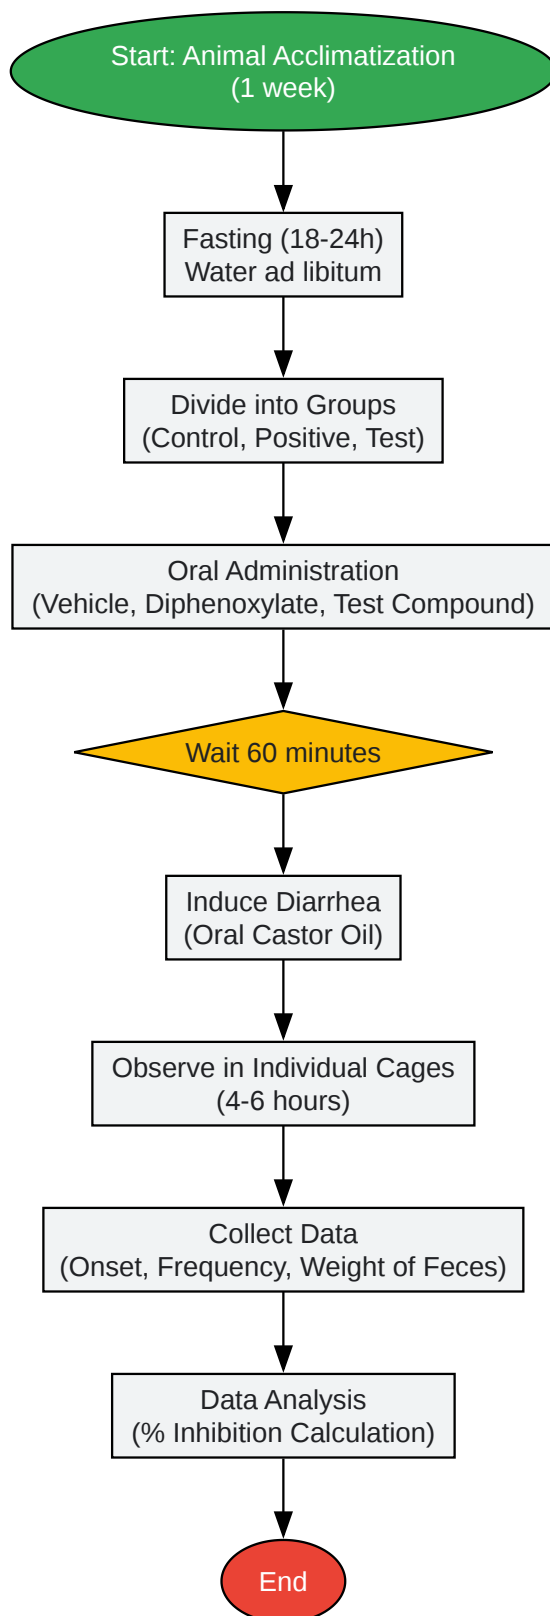 Start: Animal Acclimatization
(1 week)
Fasting (18-24h)
Water ad libitum
Divide into Groups
(Control, Positive, Test)
Oral Administration
(Vehicle, Diphenoxylate, Test Compound)
Wait 60 minutes
Induce Diarrhea
(Oral Castor Oil)
Observe in Individual Cages
(4-6 hours)
Collect Data
(Onset, Frequency, Weight of Feces)
Data Analysis
(% Inhibition Calculation)
End